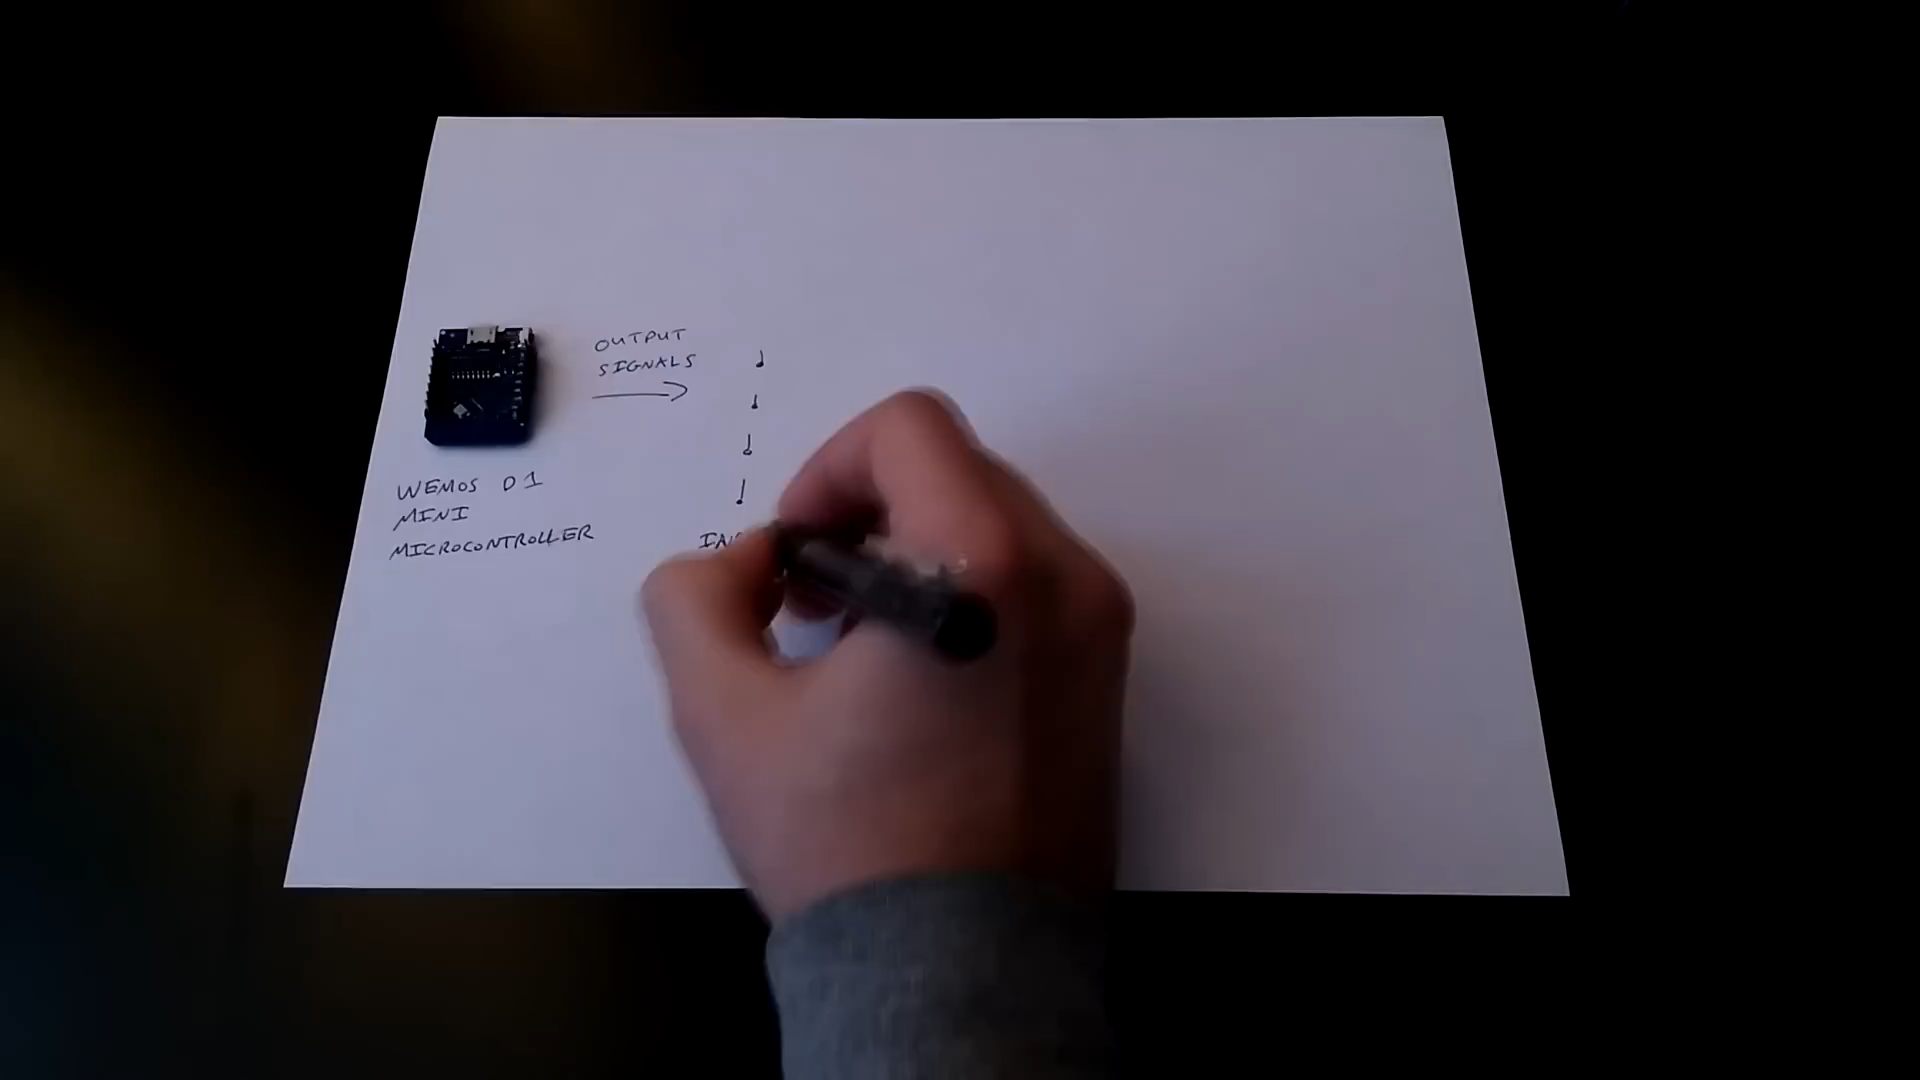 OUTPUT
SIGNALS
WEMOS D1
MINI
MICROCONTROLLER